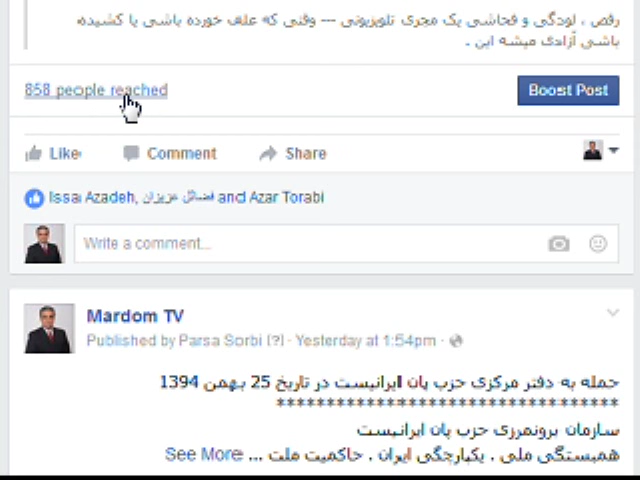 رقص ، لودگی و فحاشی یک مجری تلویزیونی --- وقتی که علف خورده باشی یا کشیده
باشی آزادی میشه این .
858 people reached
Boost Post
Like
Comment
Share
Issa Azadeh, فضائل عزیزان and Azar Torabi
Write a comment...
Mardom TV
Published by Parsa Sorbi [?] · Yesterday at 1:54pm ·
حمله به دفتر مرکزی حزب پان ایرانیست در تاریخ 25 بهمن 1394
**********************************
سازمان برونمرزی حزب پان ایرانیست
همبستگی ملی . یکپارچگی ایران . حاکمیت ملت ... See More